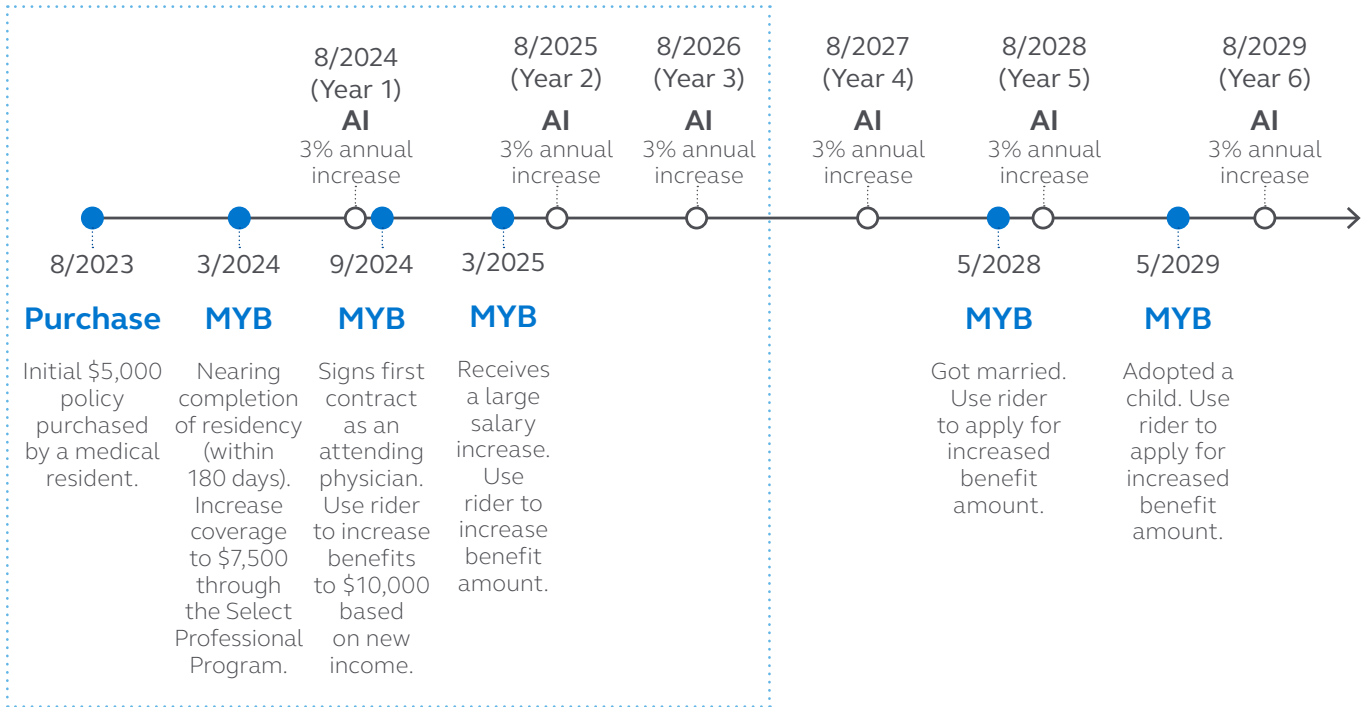 8/2024
(Year 1)
AI
3% annual
increase
8/2025
(Year 2)
AI
3% annual
increase
8/2026
(Year 3)
AI
3% annual
increase
8/2027
(Year 4)
AI
3% annual
increase
8/2028
(Year 5)
AI
3% annual
increase
8/2029
(Year 6)
AI
3% annual
increase
8/2023
Purchase
Initial $5,000
policy
purchased
by a medical
resident.
3/2024
MYB
Nearing
completion
of residency
(within
180 days).
Increase
coverage
to $7,500
through
the Select
Professional
Program.
9/2024
MYB
Signs first
contract
as an
attending
physician.
Use rider
to increase
benefits
to $10,000
based
on new
income.
3/2025
MYB
Receives
a large
salary
increase.
Use
rider to
increase
benefit
amount.
5/2028
MYB
Got married.
Use rider
to apply for
increased
benefit
amount.
5/2029
MYB
Adopted a
child. Use
rider to
apply for
increased
benefit
amount.